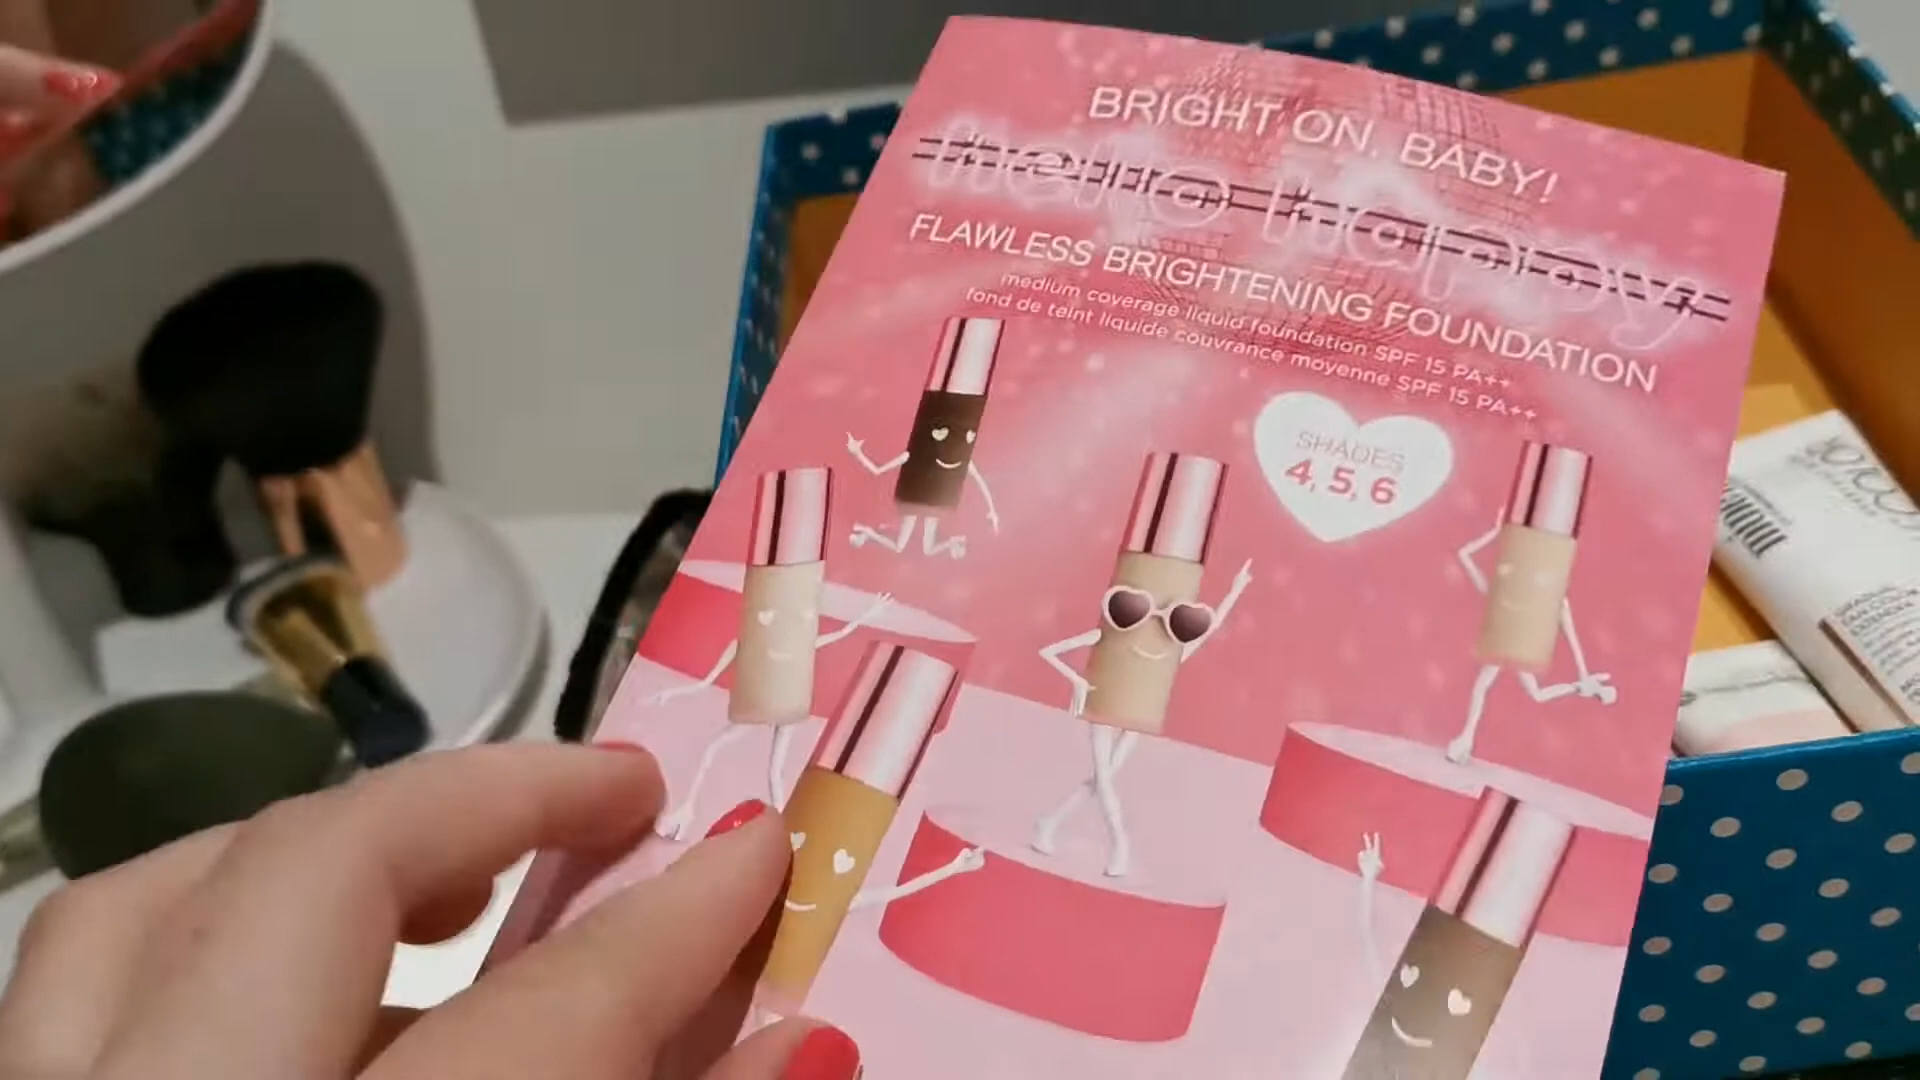 BRIGHT ON, BABY!
hello happy
FLAWLESS BRIGHTENING FOUNDATION
medium coverage liquid foundation SPF 15 PA++
fond de teint liquide couvrance moyenne SPF 15 PA++
SHADES
4, 5, 6